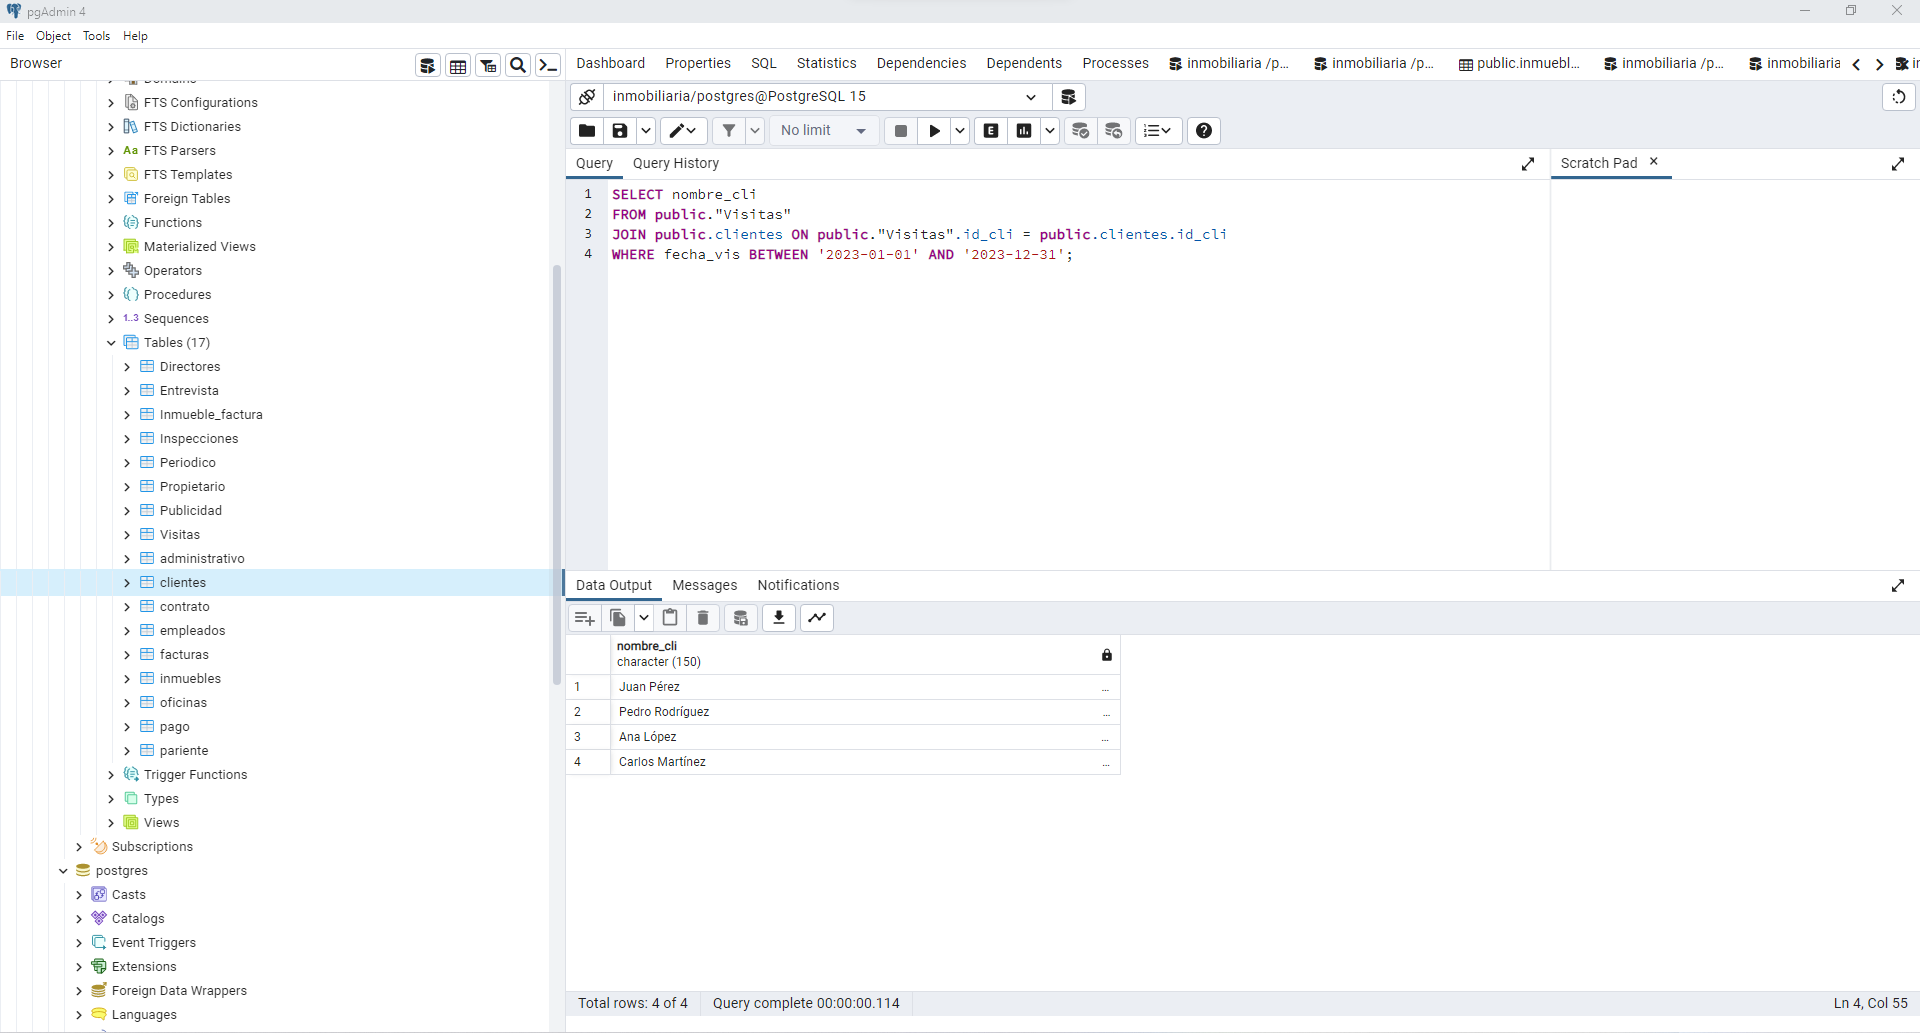 pgAdmin 4
File Object Tools Help
Browser
Dashboard Properties SQL Statistics Dependencies Dependents Processes inmobiliaria /p... inmobiliaria /p... public.inmuebl... inmobiliaria /p... inmobiliaria
inmobiliaria/postgres@PostgreSQL 15
No limit
Query Query History
Scratch Pad
1 SELECT nombre_cli
2 FROM public."Visitas"
3 JOIN public.clientes ON public."Visitas".id_cli = public.clientes.id_cli
4 WHERE fecha_vis BETWEEN '2023-01-01' AND '2023-12-31';
Domains
FTS Configurations
FTS Dictionaries
Aa FTS Parsers
FTS Templates
Foreign Tables
Functions
Materialized Views
Operators
Procedures
1..3 Sequences
Tables (17)
Directores
Entrevista
Inmueble_factura
Inspecciones
Periodico
Propietario
Publicidad
Visitas
administrativo
clientes
contrato
empleados
facturas
inmuebles
oficinas
pago
pariente
Trigger Functions
Types
Views
Subscriptions
postgres
Casts
Catalogs
Event Triggers
Extensions
Foreign Data Wrappers
Languages
Data Output Messages Notifications
nombre_cli
character (150)
1 Juan Pérez ...
2 Pedro Rodríguez ...
3 Ana López ...
4 Carlos Martínez ...
Total rows: 4 of 4 Query complete 00:00:00.114
Ln 4, Col 55